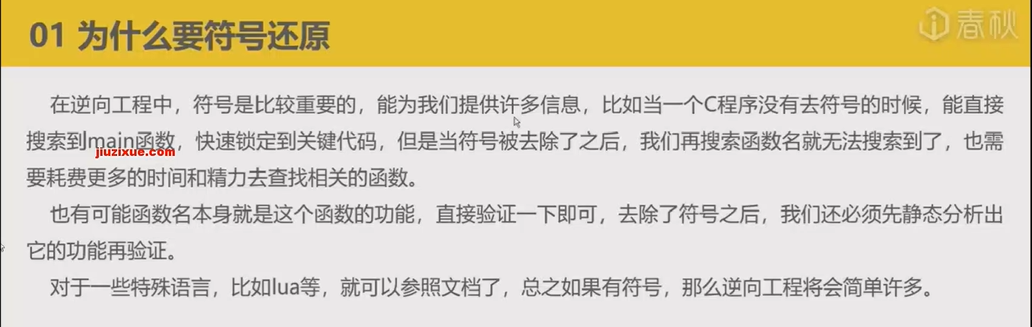 01 为什么要符号还原
i春秋
在逆向工程中，符号是比较重要的，能为我们提供许多信息，比如当一个C程序没有去符号的时候，能直接
搜索到main函数，快速锁定到关键代码，但是当符号被去除了之后，我们再搜索函数名就无法搜索到了，也需
jiuzixue.com
要耗费更多的时间和精力去查找相关的函数。
也有可能函数名本身就是这个函数的功能，直接验证一下即可，去除了符号之后，我们还必须先静态分析出
它的功能再验证。
对于一些特殊语言，比如lua等，就可以参照文档了，总之如果有符号，那么逆向工程将会简单许多。